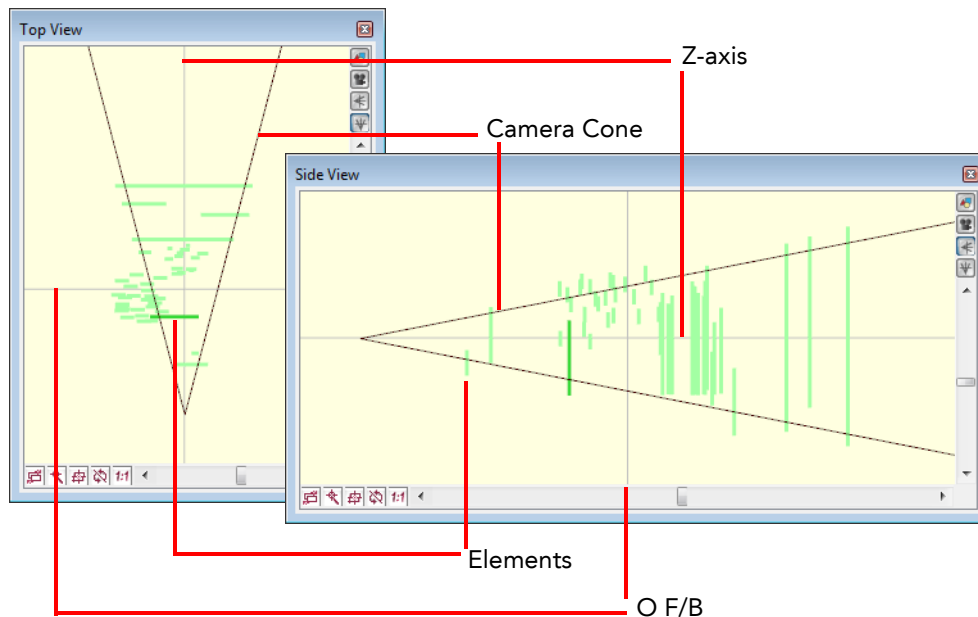 Top View
Z-axis
Camera Cone
Side View
1:1
1:1
Elements
O F/B